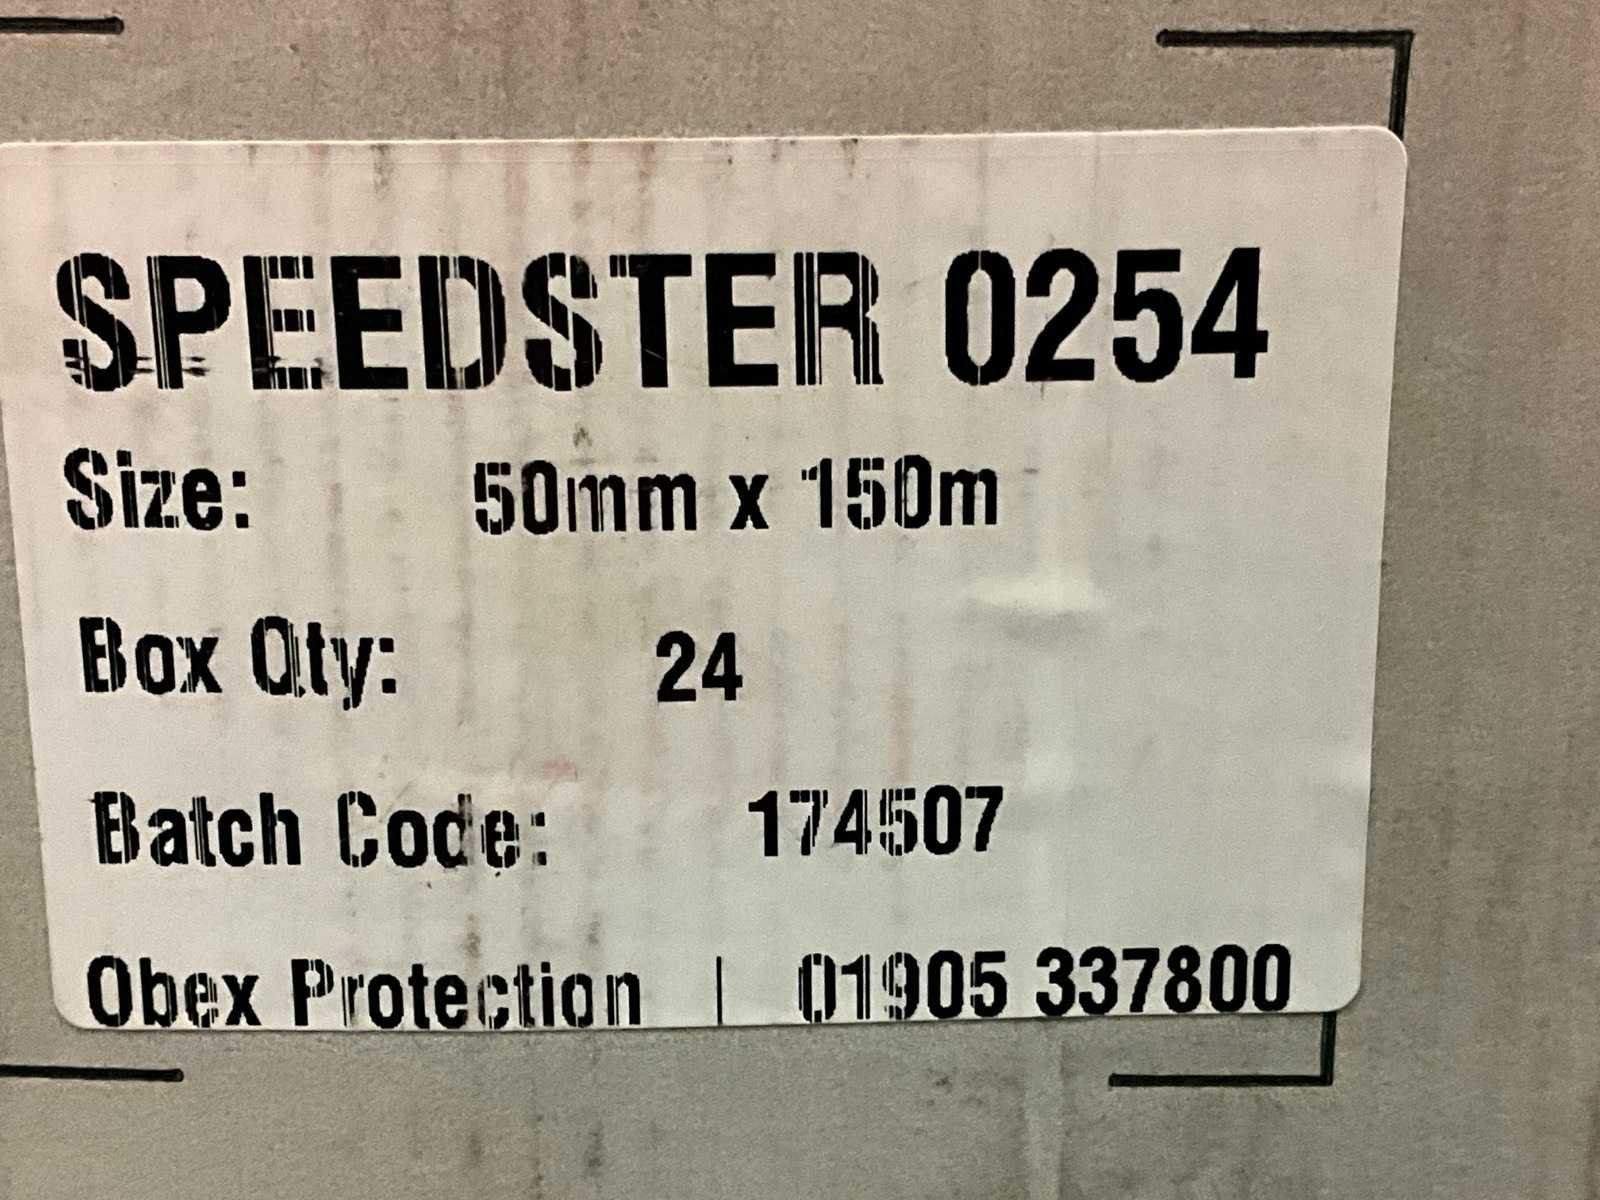 SPEEDSTER 0254
Size: 50mm x 150m
Box Qty: 24
Batch Code: 174507
Obex Protection | 01905 337800